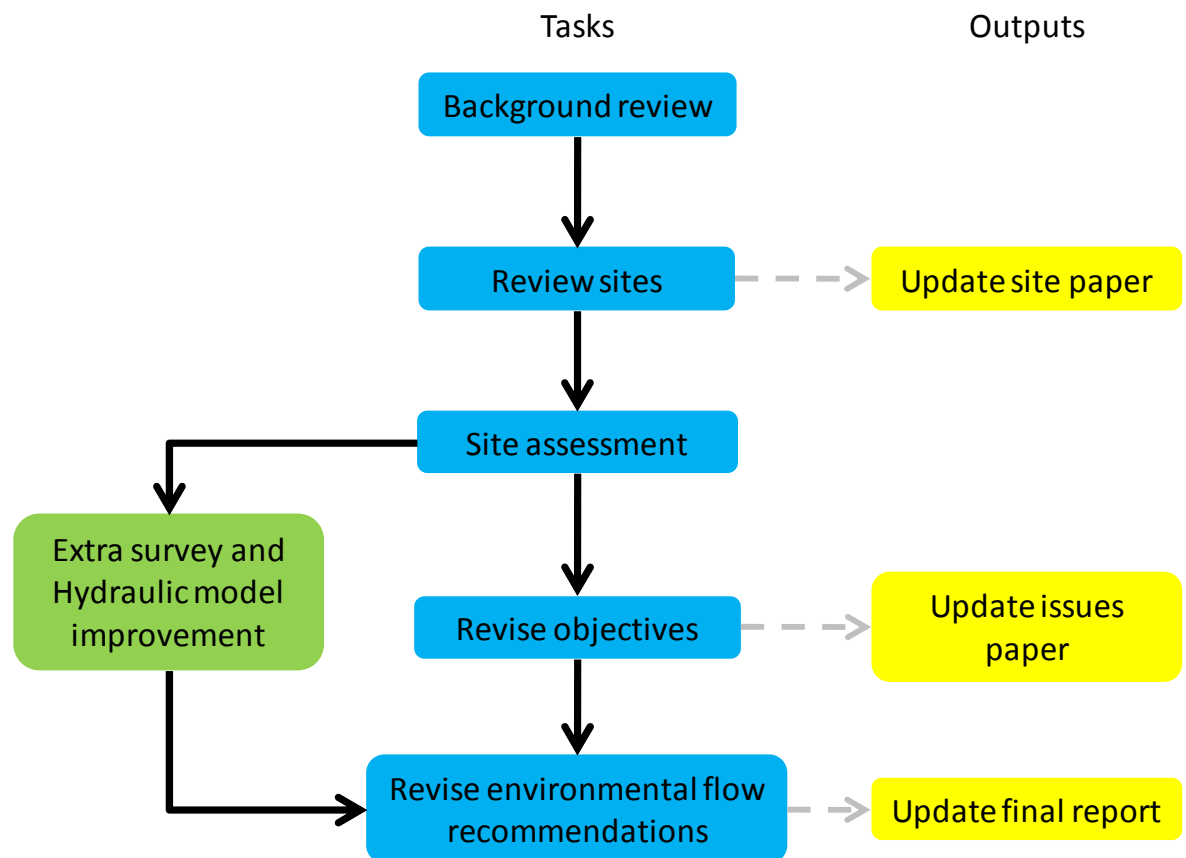 Tasks
Outputs
Background review
Review sites
Update site paper
Site assessment
Extra survey and
Hydraulic model
improvement
Revise objectives
Update issues
paper
Revise environmental flow
recommendations
Update final report